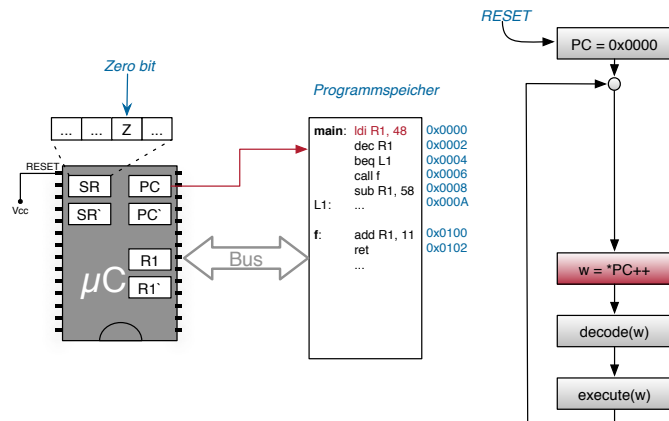 RESET
PC = 0x0000
Zero bit
Programmspeicher
... ... Z ...
main: ldi R1, 48 0x0000
dec R1 0x0002
beq L1 0x0004
call f 0x0006
sub R1, 58 0x0008
L1: ... 0x000A
f: add R1, 11 0x0100
ret 0x0102
...
RESET
Vcc
SR PC
SR` PC`
R1
R1`
µC
Bus
w = *PC++
decode(w)
execute(w)